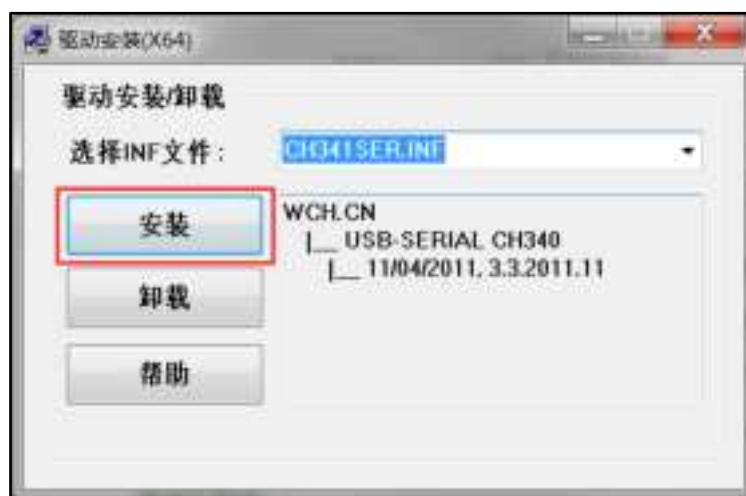 驱动安装(X64)
驱动安装/卸载
选择INF文件:
CH341SER.INF
安装
WCH.CN
|__ USB-SERIAL CH340
|__ 11/04/2011, 3.3.2011.11
卸载
帮助